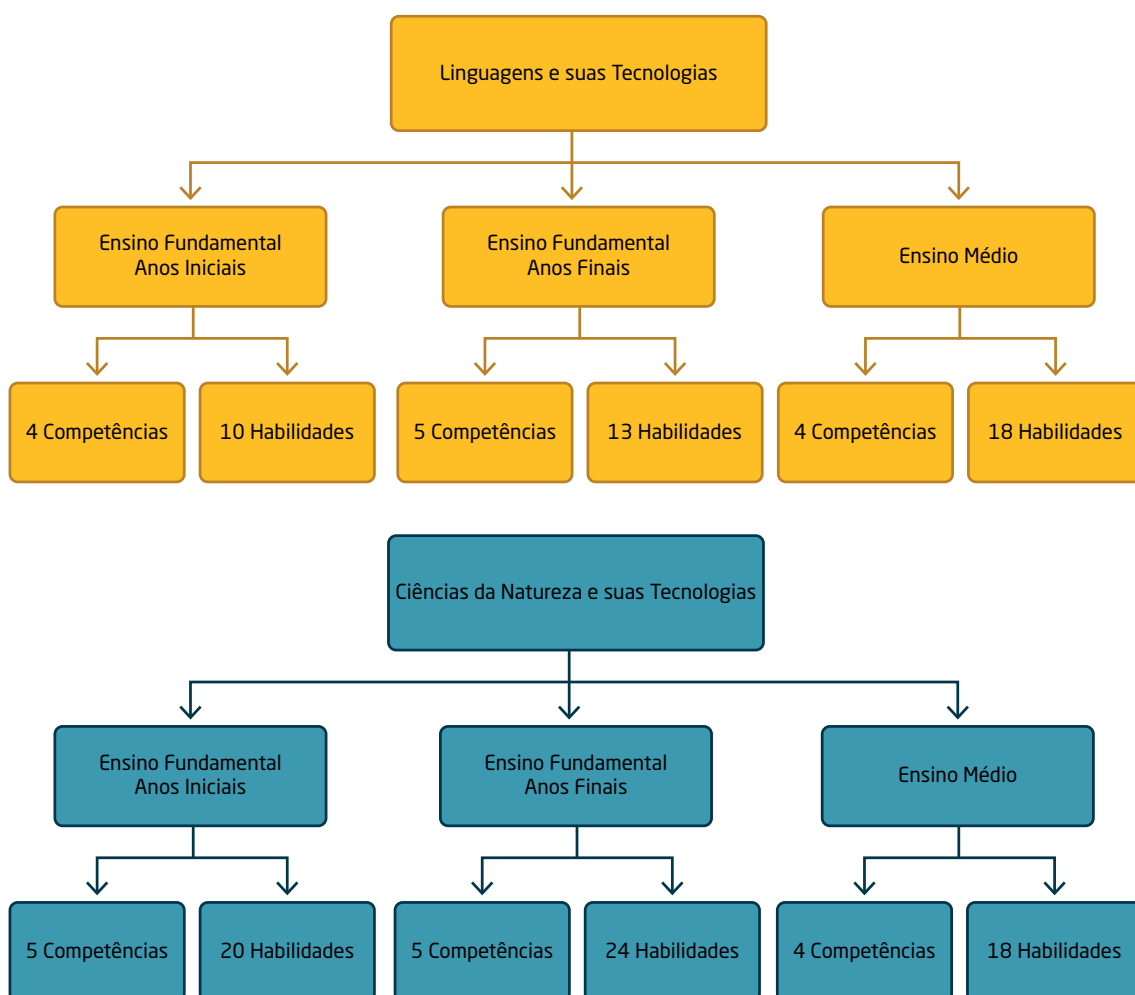 Linguagens e suas Tecnologias
Ensino Fundamental
Anos Iniciais
Ensino Fundamental
Anos Finais
Ensino Médio
4 Competências
10 Habilidades
5 Competências
13 Habilidades
4 Competências
18 Habilidades
Ciências da Natureza e suas Tecnologias
Ensino Fundamental
Anos Iniciais
Ensino Fundamental
Anos Finais
Ensino Médio
5 Competências
20 Habilidades
5 Competências
24 Habilidades
4 Competências
18 Habilidades